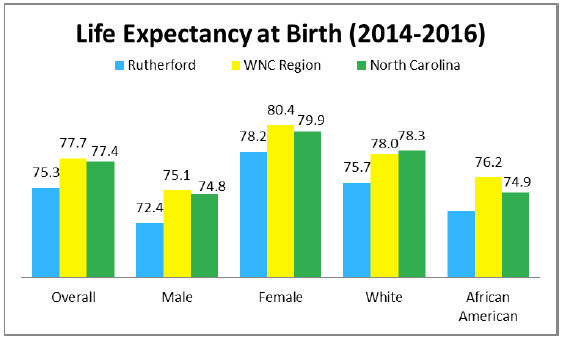 Life Expectancy at Birth (2014-2016)
Rutherford WNC Region North Carolina
75.3 77.7 77.4 72.4 75.1 74.8 78.2 80.4 79.9 75.7 78.0 78.3 76.2 74.9
Overall Male Female White African
American